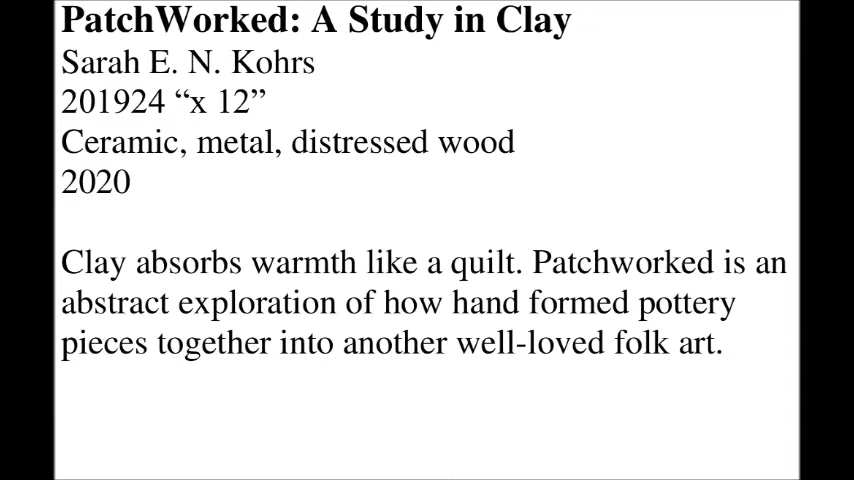 PatchWorked: A Study in Clay
Sarah E. N. Kohrs
201924 “x 12”
Ceramic, metal, distressed wood
2020
Clay absorbs warmth like a quilt. Patchworked is an
abstract exploration of how hand formed pottery
pieces together into another well-loved folk art.